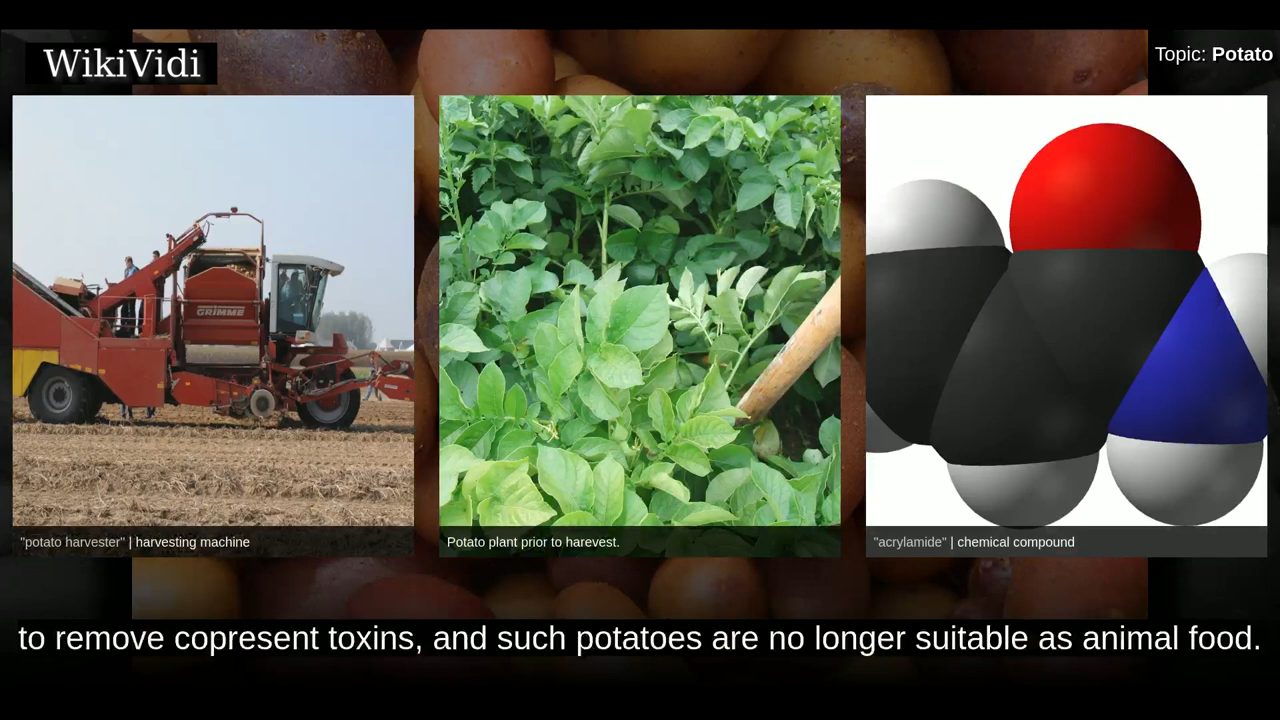 WikiVidi
Topic: Potato
GRIMME
"potato harvester" | harvesting machine
Potato plant prior to harevest.
"acrylamide" | chemical compound
to remove copresent toxins, and such potatoes are no longer suitable as animal food.